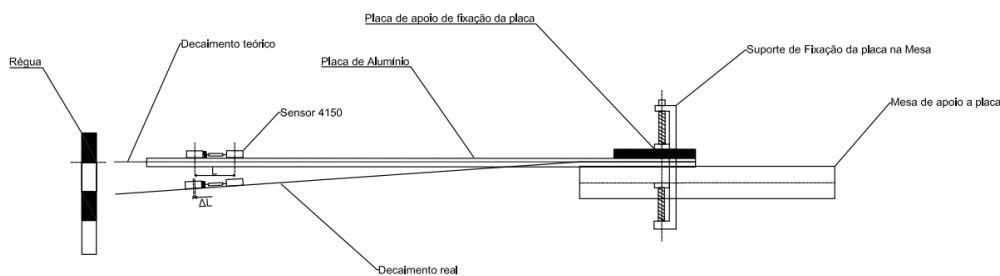 Placa de apoio de fixação da placa
Decaimento teórico
Suporte de Fixação da placa na Mesa
Régua
Placa de Alumínio
Mesa de apoio a placa
Sensor 4150
L
ΔL
Decaimento real